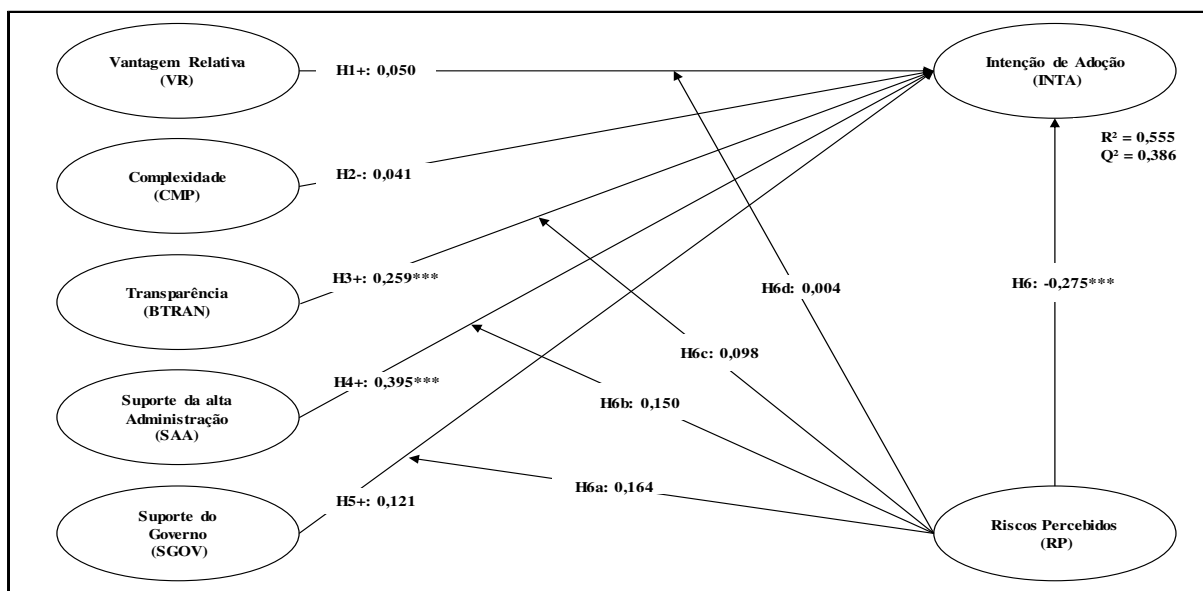 Vantagem Relativa
(VR)
H1+: 0,050
Intenção de Adoção
(INTA)
R² = 0,555
Q² = 0,386
Complexidade
(CMP)
H2-: 0,041
Transparência
(BTRAN)
H3+: 0,259***
H6d: 0,004
H6: -0,275***
Suporte da alta
Administração
(SAA)
H4+: 0,395***
H6c: 0,098
H6b: 0,150
H6a: 0,164
Suporte do
Governo
(SGOV)
H5+: 0,121
Riscos Percebidos
(RP)